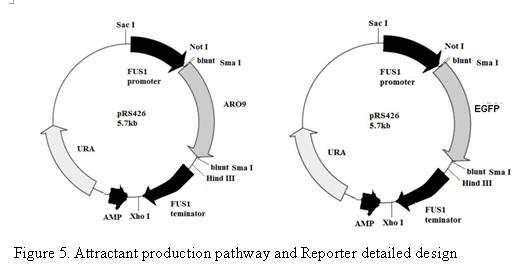 Sac I
Not I
blunt Sma I
FUS1
promoter
ARO9
pRS426
5.7kb
URA
blunt Sma I
Hind III
FUS1
teminator
Xho I
AMP
Sac I
Not I
blunt Sma I
FUS1
promoter
EGFP
pRS426
5.7kb
URA
blunt Sma I
Hind III
FUS1
teminator
Xho I
AMP
Figure 5. Attractant production pathway and Reporter detailed design